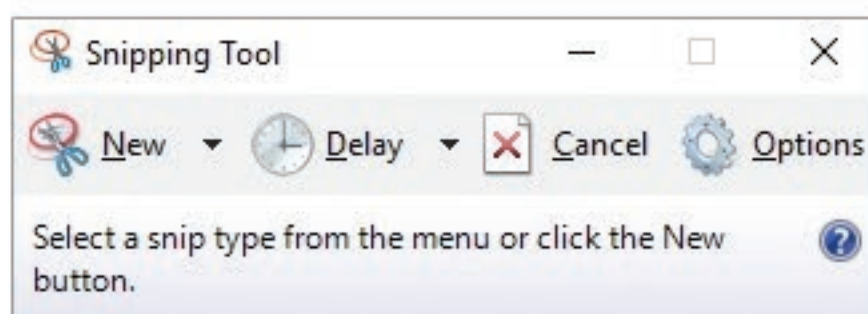 Snipping Tool
New Delay Cancel Options
Select a snip type from the menu or click the New
button.